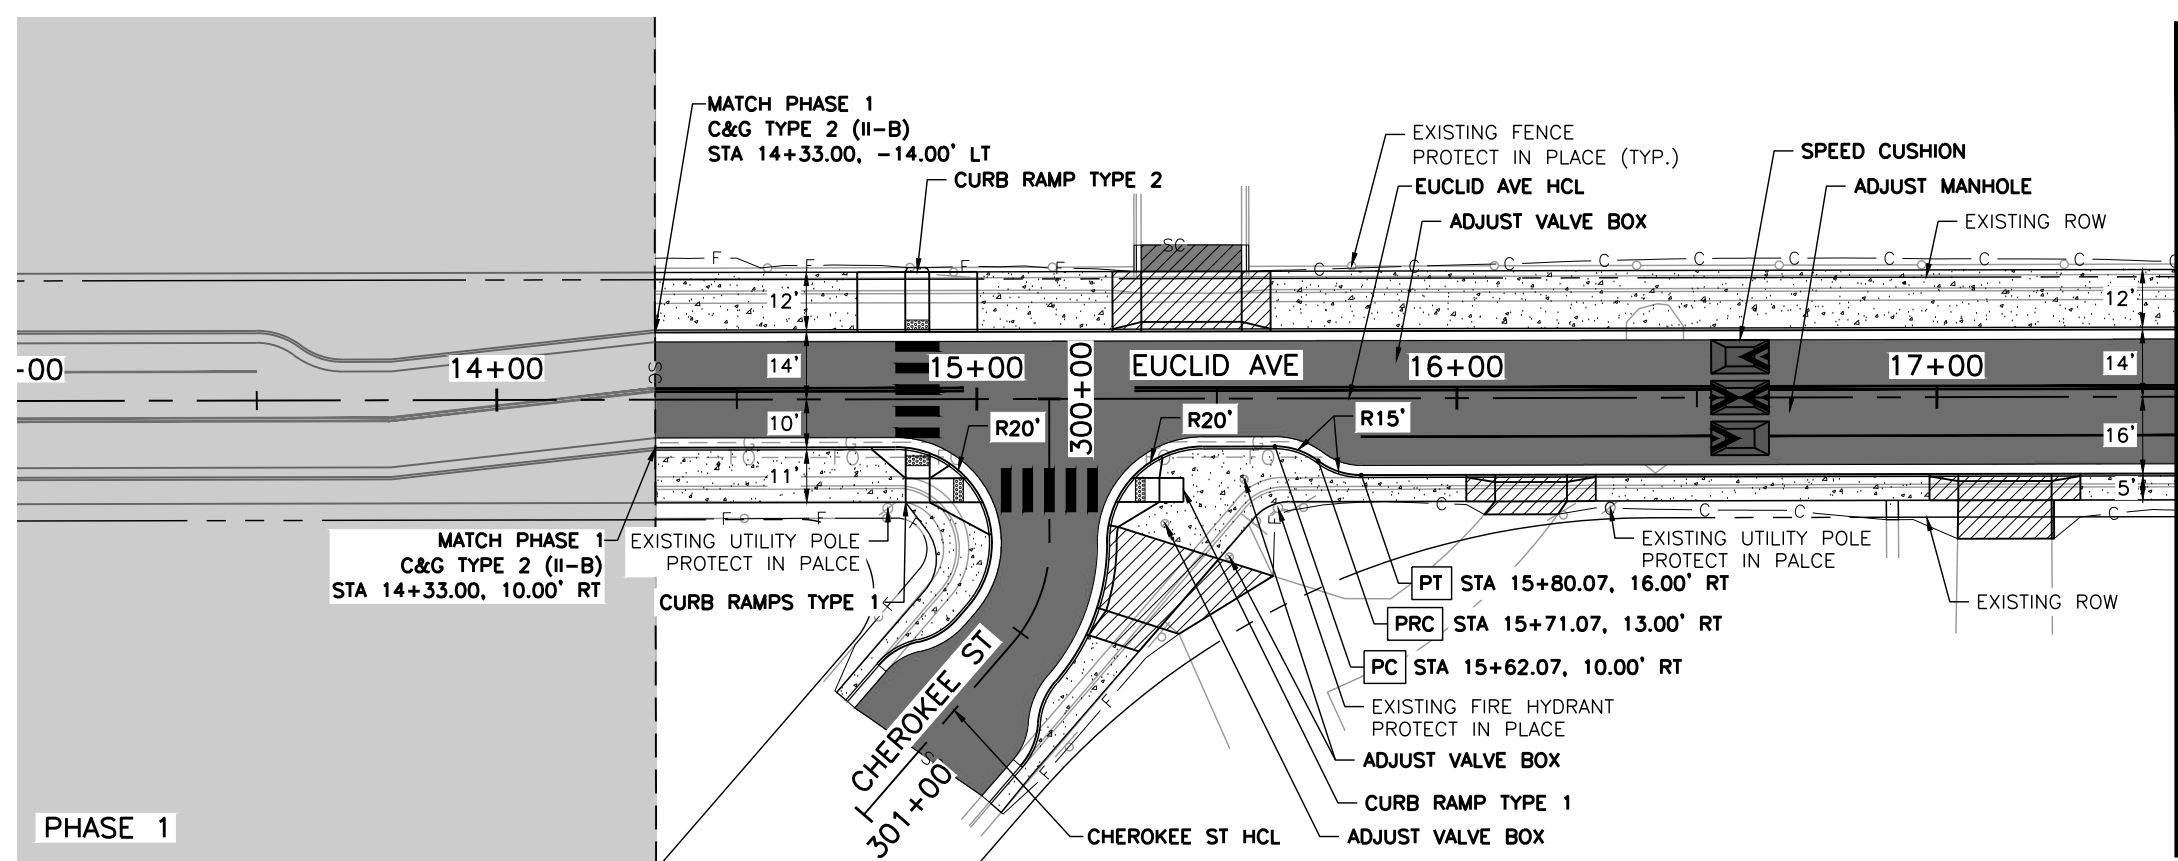 MATCH PHASE 1
C&G TYPE 2 (II-B)
STA 14+33.00, -14.00' LT
CURB RAMP TYPE 2
EXISTING FENCE
PROTECT IN PLACE (TYP.)
EUCLID AVE HCL
ADJUST VALVE BOX
SPEED CUSHION
ADJUST MANHOLE
EXISTING ROW
SC
F
F
F
F
C
C
C
C
C
C
C
12'
12'
-00
14+00
SC
14'
15+00
300+00
EUCLID AVE
16+00
17+00
14'
10'
R20'
R20'
R15'
16'
11'
5'
G
G
G
FO
FO
FO
FO
FO
F
F
C
C
C
C
MATCH PHASE 1
C&G TYPE 2 (II-B)
STA 14+33.00, 10.00' RT
EXISTING UTILITY POLE
PROTECT IN PALCE
CURB RAMPS TYPE 1
EXISTING UTILITY POLE
PROTECT IN PALCE
PT STA 15+80.07, 16.00' RT
EXISTING ROW
PRC STA 15+71.07, 13.00' RT
PC STA 15+62.07, 10.00' RT
EXISTING FIRE HYDRANT
PROTECT IN PLACE
ADJUST VALVE BOX
CURB RAMP TYPE 1
ADJUST VALVE BOX
CHEROKEE ST HCL
CHEROKEE ST
301+00
F
F
PHASE 1